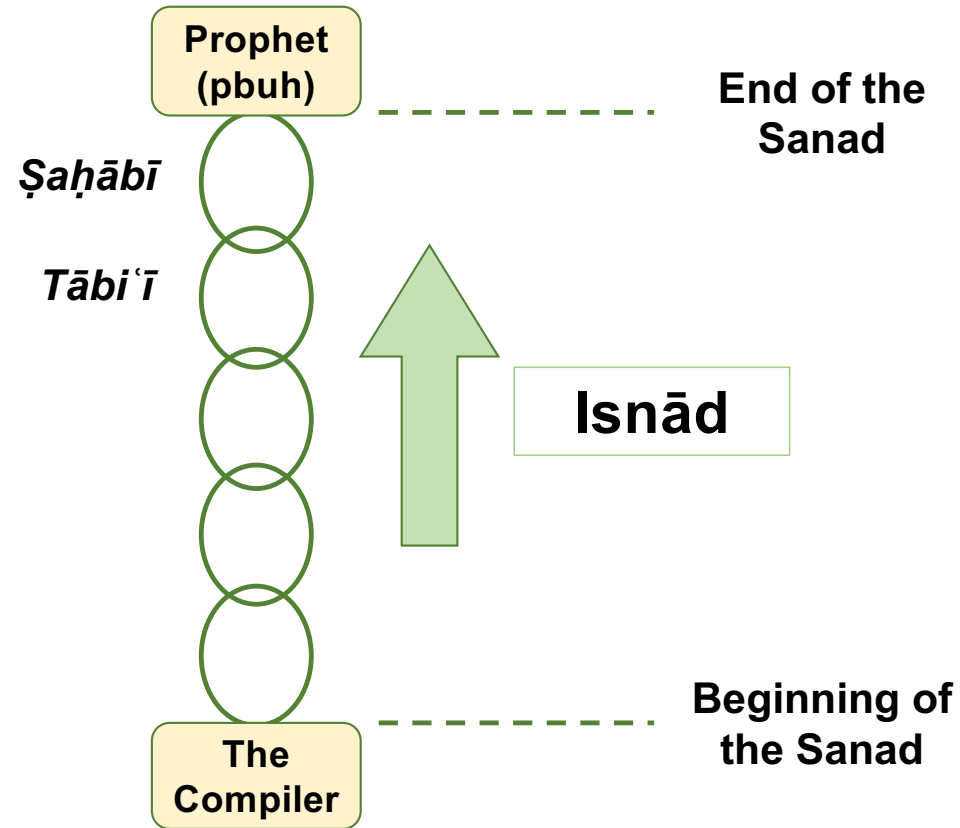 Prophet
(pbuh)
End of the
Sanad
Ṣaḥābī
Tābiʿī
Isnād
Beginning of
the Sanad
The
Compiler